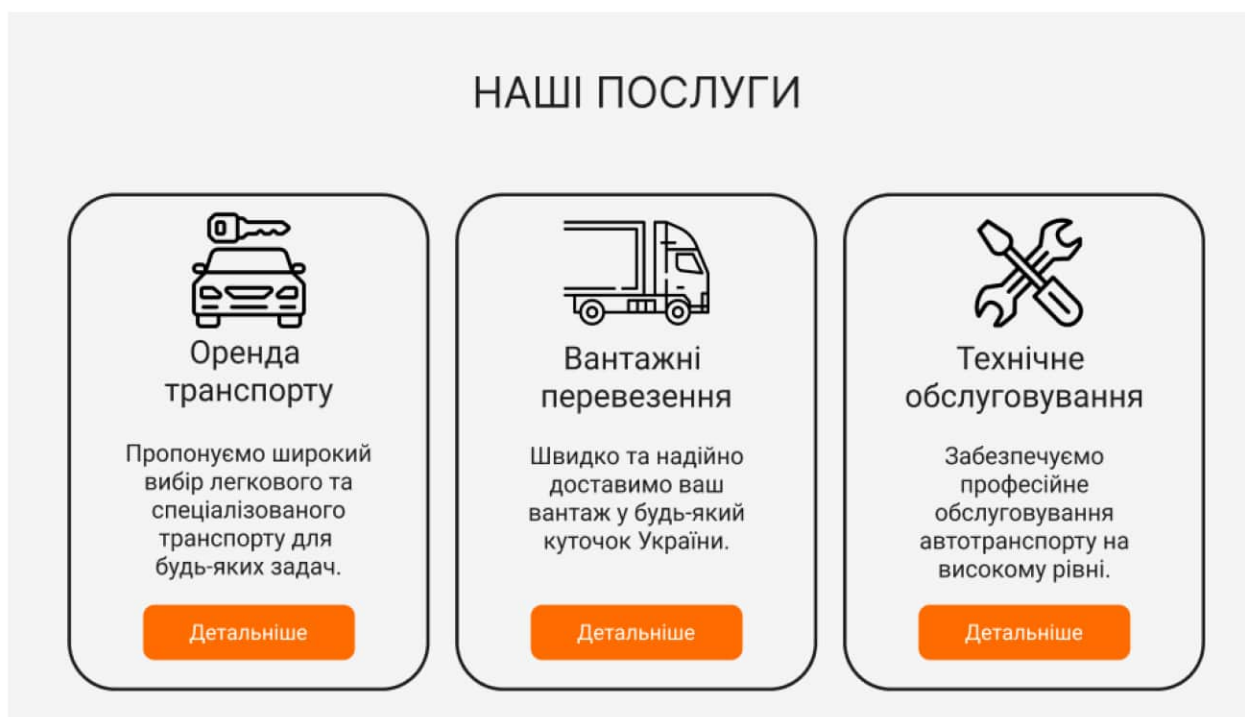 НАШІ ПОСЛУГИ
Оренда
транспорту
Пропонуємо широкий
вибір легкового та
спеціалізованого
транспорту для
будь-яких задач.
Детальніше
Вантажні
перевезення
Швидко та надійно
доставимо ваш
вантаж у будь-який
куточок України.
Детальніше
Технічне
обслуговування
Забезпечуємо
професійне
обслуговування
автотранспорту на
високому рівні.
Детальніше